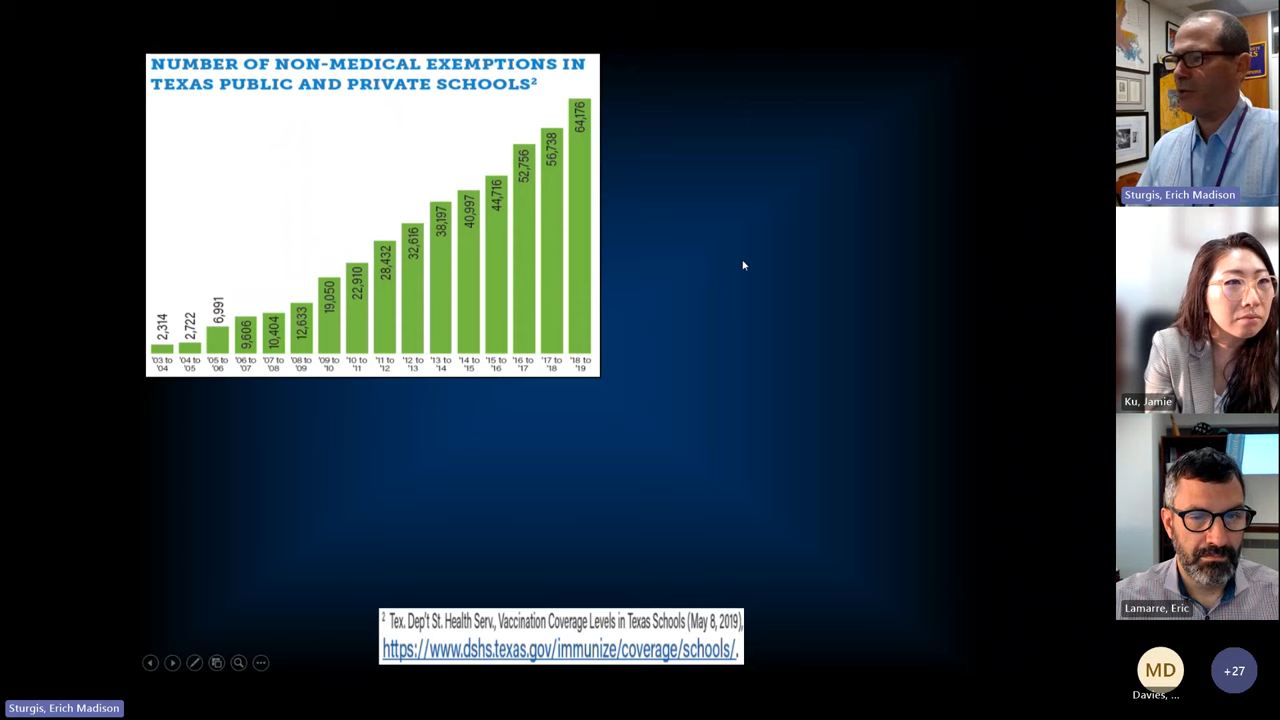 NUMBER OF NON-MEDICAL EXEMPTIONS IN
TEXAS PUBLIC AND PRIVATE SCHOOLS²
2,314
2,722
6,991
9,606
10,404
12,633
19,050
22,910
28,432
32,616
38,197
40,997
44,716
52,756
56,738
64,176
'03 to '04
'04 to '05
'05 to '06
'06 to '07
'07 to '08
'08 to '09
'09 to '10
'10 to '11
'11 to '12
'12 to '13
'13 to '14
'14 to '15
'15 to '16
'16 to '17
'17 to '18
'18 to '19
² Tex. Dep't St. Health Serv., Vaccination Coverage Levels in Texas Schools (May 8, 2019),
https://www.dshs.texas.gov/immunize/coverage/schools/.
Sturgis, Erich Madison
Ku, Jamie
Lamarre, Eric
MD
Davies, ...
+27
Sturgis, Erich Madison